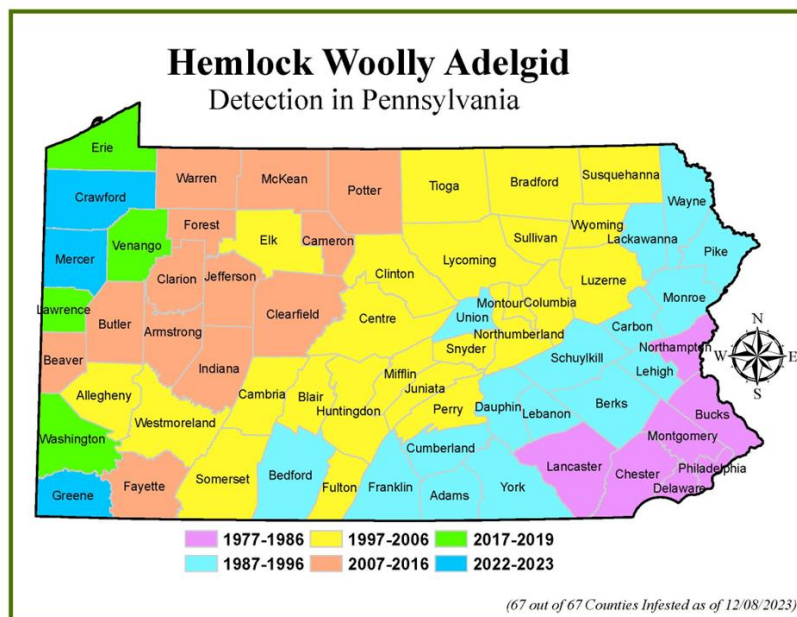 Hemlock Woolly Adelgid
Detection in Pennsylvania
Erie
Crawford
Warren
McKean
Potter
Tioga
Bradford
Susquehanna
Wayne
Mercer
Venango
Forest
Elk
Cameron
Clinton
Lycoming
Sullivan
Wyoming
Lackawanna
Pike
Lawrence
Butler
Clarion
Jefferson
Clearfield
Centre
Union
Montour
Columbia
Luzerne
Monroe
Beaver
Armstrong
Indiana
Snyder
Northumberland
Schuylkill
Carbon
Northampton
Lehigh
Allegheny
Westmoreland
Cambria
Blair
Huntingdon
Mifflin
Juniata
Perry
Dauphin
Lebanon
Berks
Bucks
Montgomery
Philadelphia
Washington
Greene
Fayette
Somerset
Bedford
Fulton
Franklin
Cumberland
Adams
York
Lancaster
Chester
Delaware
N
W E
S
1977-1986 1997-2006 2017-2019
1987-1996 2007-2016 2022-2023
(67 out of 67 Counties Infested as of 12/08/2023)